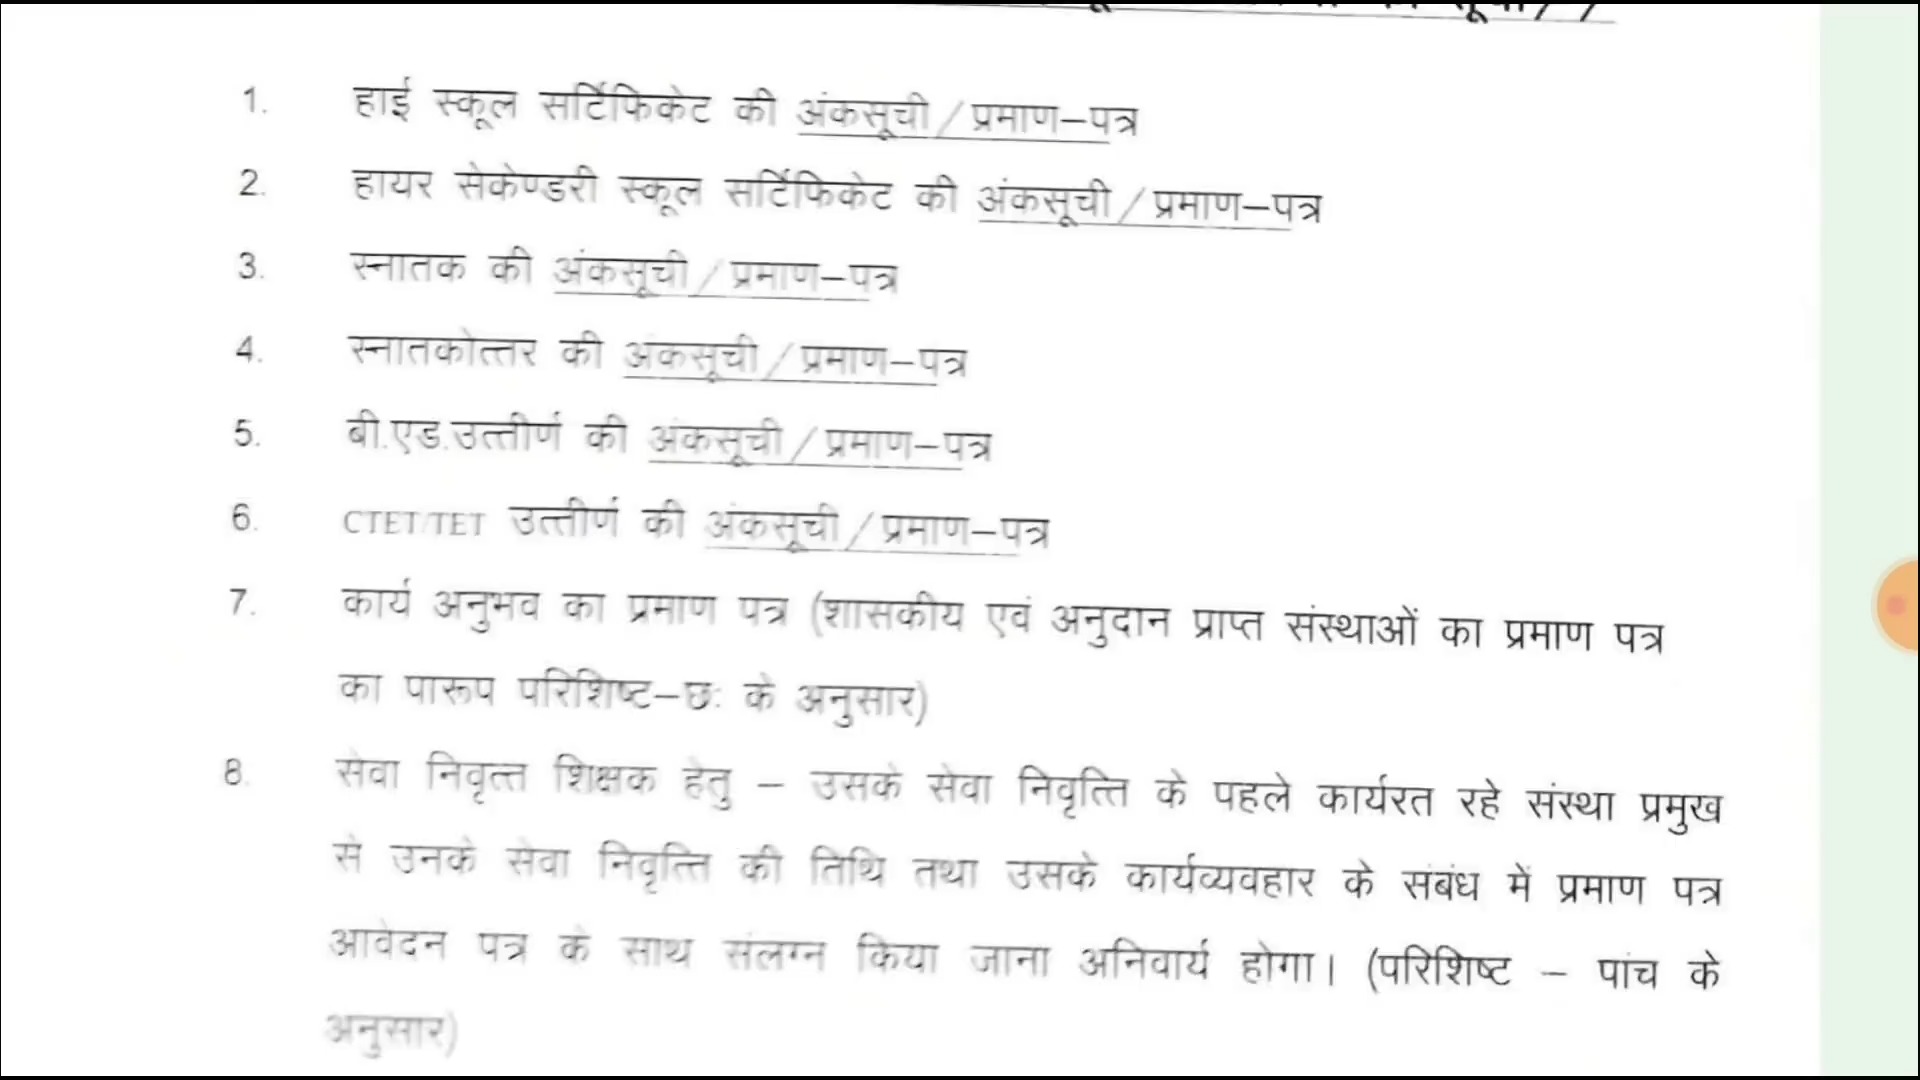 1. हाई स्कूल सर्टिफिकेट की अंकसूची/प्रमाण-पत्र
2. हायर सेकेण्डरी स्कूल सर्टिफिकेट की अंकसूची/प्रमाण-पत्र
3. स्नातक की अंकसूची/प्रमाण-पत्र
4. स्नातकोत्तर की अंकसूची/प्रमाण-पत्र
5. बी.एड.उत्तीर्ण की अंकसूची/प्रमाण-पत्र
6. CTET/TET उत्तीर्ण की अंकसूची/प्रमाण-पत्र
7. कार्य अनुभव का प्रमाण पत्र (शासकीय एवं अनुदान प्राप्त संस्थाओं का प्रमाण पत्र
का पारूप परिशिष्ट-छः के अनुसार)
8. सेवा निवृत्त शिक्षक हेतु - उसके सेवा निवृत्ति के पहले कार्यरत रहे संस्था प्रमुख
से उनके सेवा निवृत्ति की तिथि तथा उसके कार्यव्यवहार के संबंध में प्रमाण पत्र
आवेदन पत्र के साथ संलग्न किया जाना अनिवार्य होगा। (परिशिष्ट - पांच के
अनुसार)